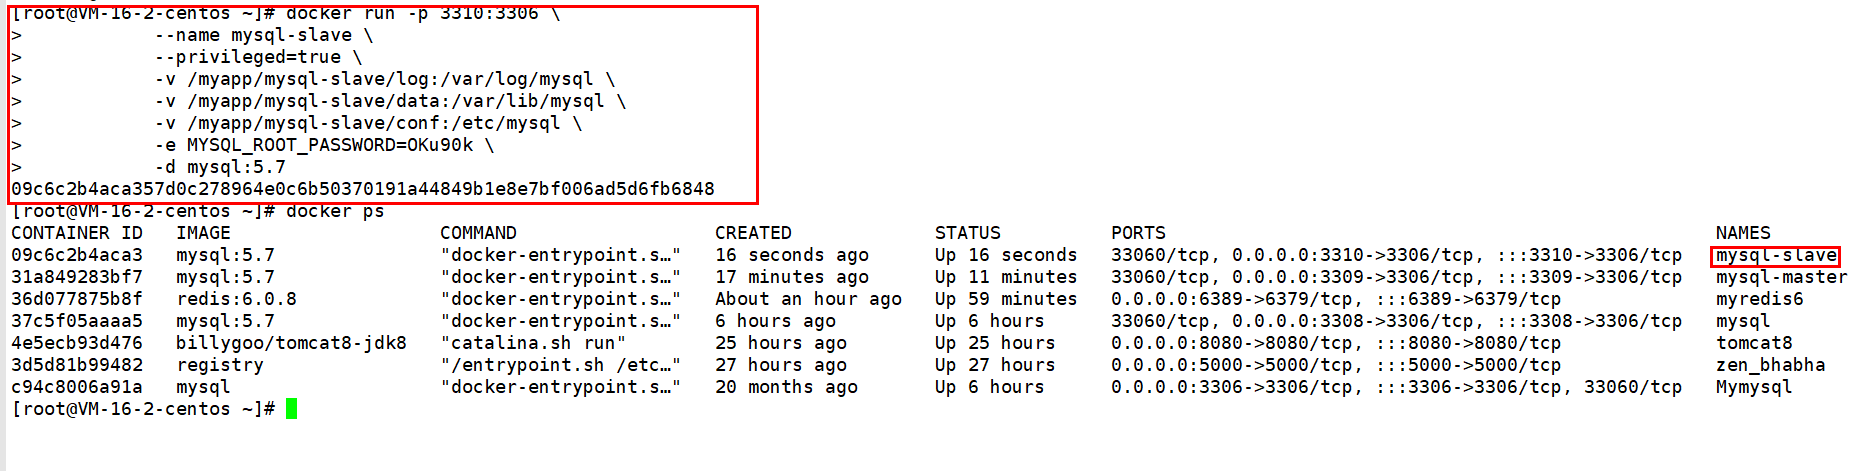 [root@VM-16-2-centos ~]# docker run -p 3310:3306 \
>            --name mysql-slave \
>            --privileged=true \
>            -v /myapp/mysql-slave/log:/var/log/mysql \
>            -v /myapp/mysql-slave/data:/var/lib/mysql \
>            -v /myapp/mysql-slave/conf:/etc/mysql \
>            -e MYSQL_ROOT_PASSWORD=OKu90k \
>            -d mysql:5.7
09c6c2b4aca357d0c278964e0c6b50370191a44849b1e8e7bf006ad5d6fb6848
[root@VM-16-2-centos ~]# docker ps
CONTAINER ID   IMAGE                   COMMAND                  CREATED             STATUS          PORTS                                                  NAMES
09c6c2b4aca3   mysql:5.7               "docker-entrypoint.s…"   16 seconds ago      Up 16 seconds   33060/tcp, 0.0.0.0:3310->3306/tcp, :::3310->3306/tcp   mysql-slave
31a849283bf7   mysql:5.7               "docker-entrypoint.s…"   17 minutes ago      Up 11 minutes   33060/tcp, 0.0.0.0:3309->3306/tcp, :::3309->3306/tcp   mysql-master
36d077875b8f   redis:6.0.8             "docker-entrypoint.s…"   About an hour ago   Up 59 minutes   0.0.0.0:6389->6379/tcp, :::6389->6379/tcp              myredis6
37c5f05aaaa5   mysql:5.7               "docker-entrypoint.s…"   6 hours ago         Up 6 hours      33060/tcp, 0.0.0.0:3308->3306/tcp, :::3308->3306/tcp   mysql
4e5ecb93d476   billygoo/tomcat8-jdk8   "catalina.sh run"        25 hours ago        Up 25 hours     0.0.0.0:8080->8080/tcp, :::8080->8080/tcp              tomcat8
3d5d81b99482   registry                "/entrypoint.sh /etc…"   27 hours ago        Up 27 hours     0.0.0.0:5000->5000/tcp, :::5000->5000/tcp              zen_bhabha
c94c8006a91a   mysql                   "docker-entrypoint.s…"   20 months ago       Up 6 hours      0.0.0.0:3306->3306/tcp, :::3306->3306/tcp, 33060/tcp   Mymysql
[root@VM-16-2-centos ~]#